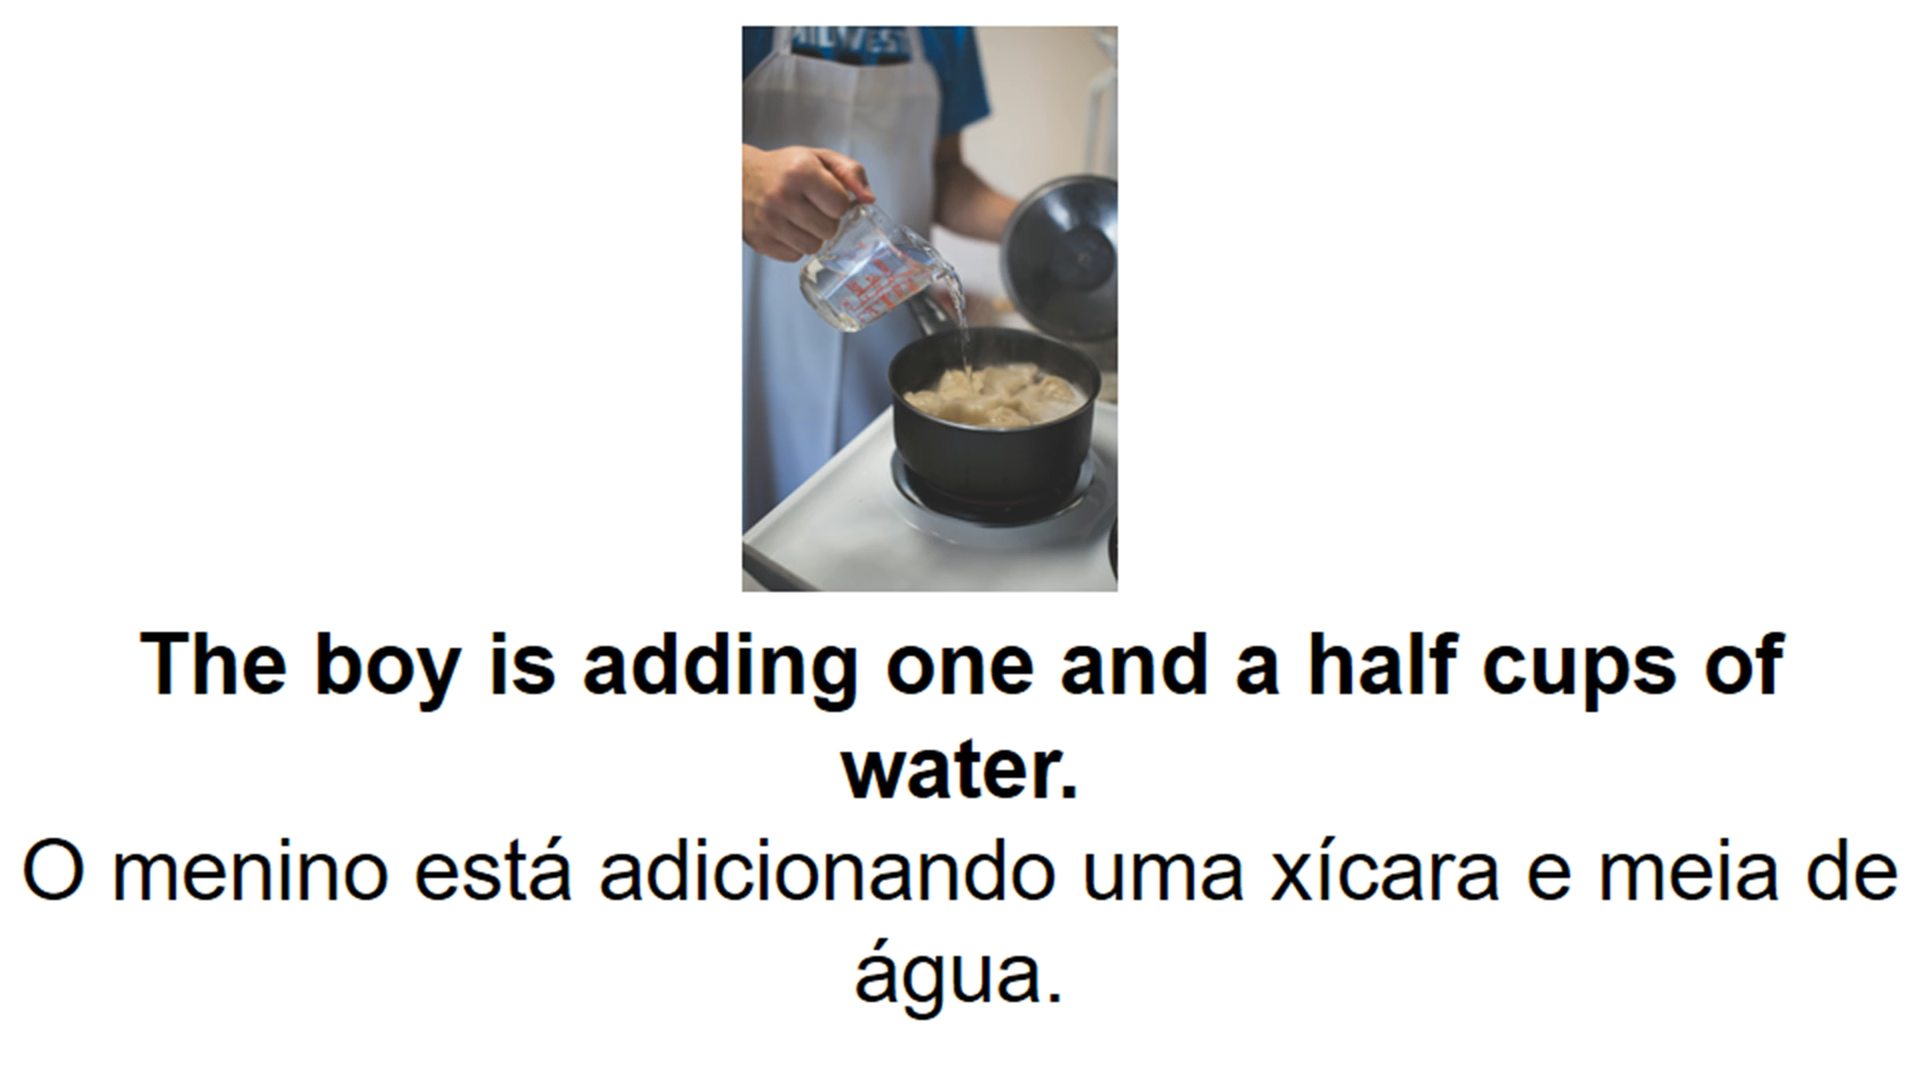 The boy is adding one and a half cups of
water.
O menino está adicionando uma xícara e meia de
água.